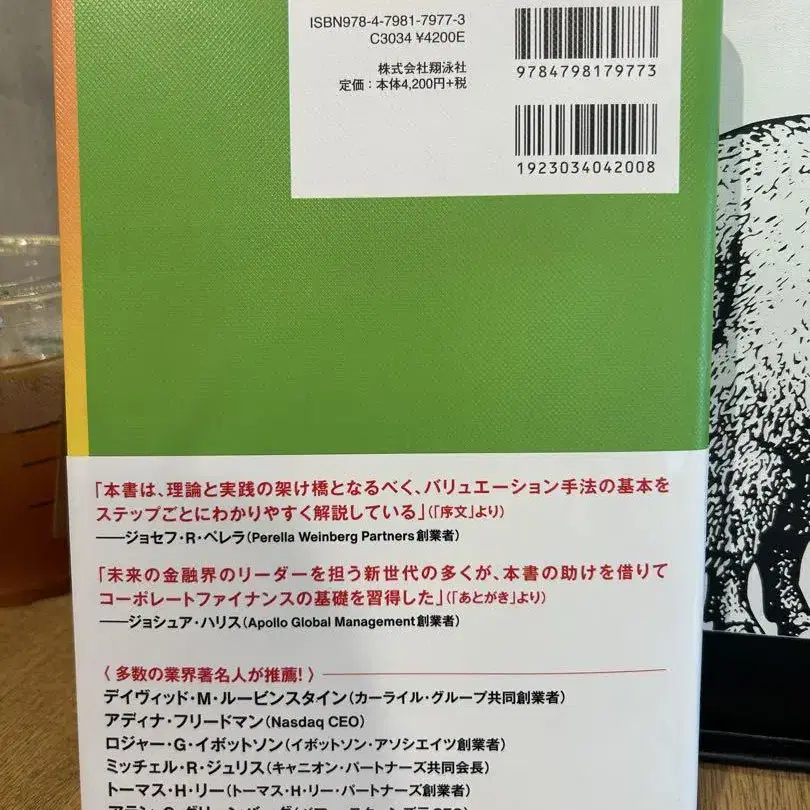 ISBN978-4-7981-7977-3
C3034 ¥4200E
株式会社翔泳社
定価:本体4,200円+税
9784798179773
1923034042008
「本書は、理論と実践の架け橋となるべく、バリュエーション手法の基本を
ステップごとにわかりやすく解説している」(「序文」より)
——ジョセフ・R・ペレラ(Perella Weinberg Partners創業者)
「未来の金融界のリーダーを担う新世代の多くが、本書の助けを借りて
コーポレートファイナンスの基礎を習得した」(「あとがき」より)
——ジョシュア・ハリス(Apollo Global Management創業者)
〈 多数の業界著名人が推薦! 〉
デイヴィッド・M・ルービンスタイン(カーライル・グループ共同創業者)
アディナ・フリードマン(Nasdaq CEO)
ロジャー・G・イボットソン(イボットソン・アソシエイツ創業者)
ミッチェル・R・ジュリス(キャニオン・パートナーズ共同会長)
トーマス・H・リー(トーマス・H・リー・パートナーズ創業者)